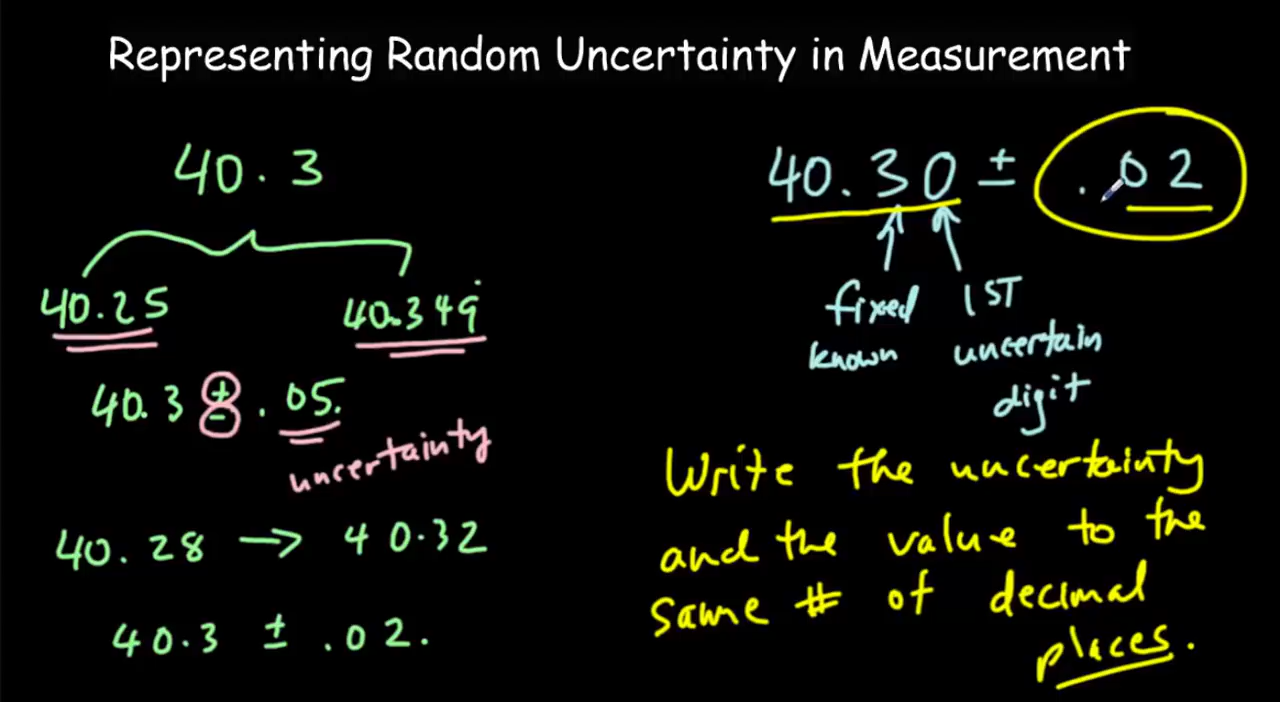 Representing Random Uncertainty in Measurement
40.3
40.25 40.349
40.3 ± .05.
uncertainty
40.28 → 40.32
40.3 ± .02.
40.30 ± .02
fixed known
1ST uncertain digit
Write the uncertainty
and the value to the
same # of decimal
places.